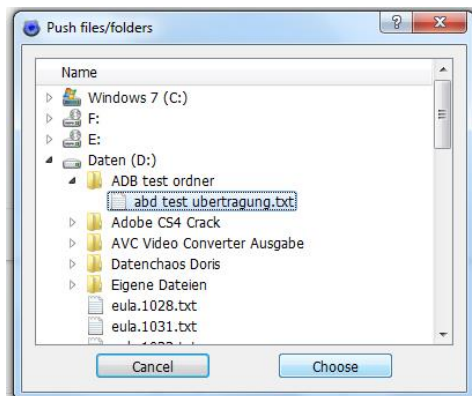 Push files/folders
Name
Windows 7 (C:)
F:
E:
Daten (D:)
ADB test ordner
abd test ubertragung.txt
Adobe CS4 Crack
AVC Video Converter Ausgabe
Datenchaos Doris
Eigene Dateien
eula.1028.txt
eula.1031.txt
Cancel
Choose